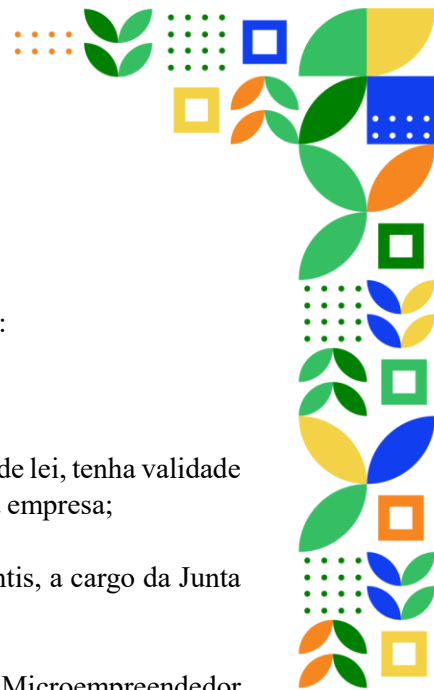 :
de lei, tenha validade
empresa;
ntis, a cargo da Junta
Microempreendedor